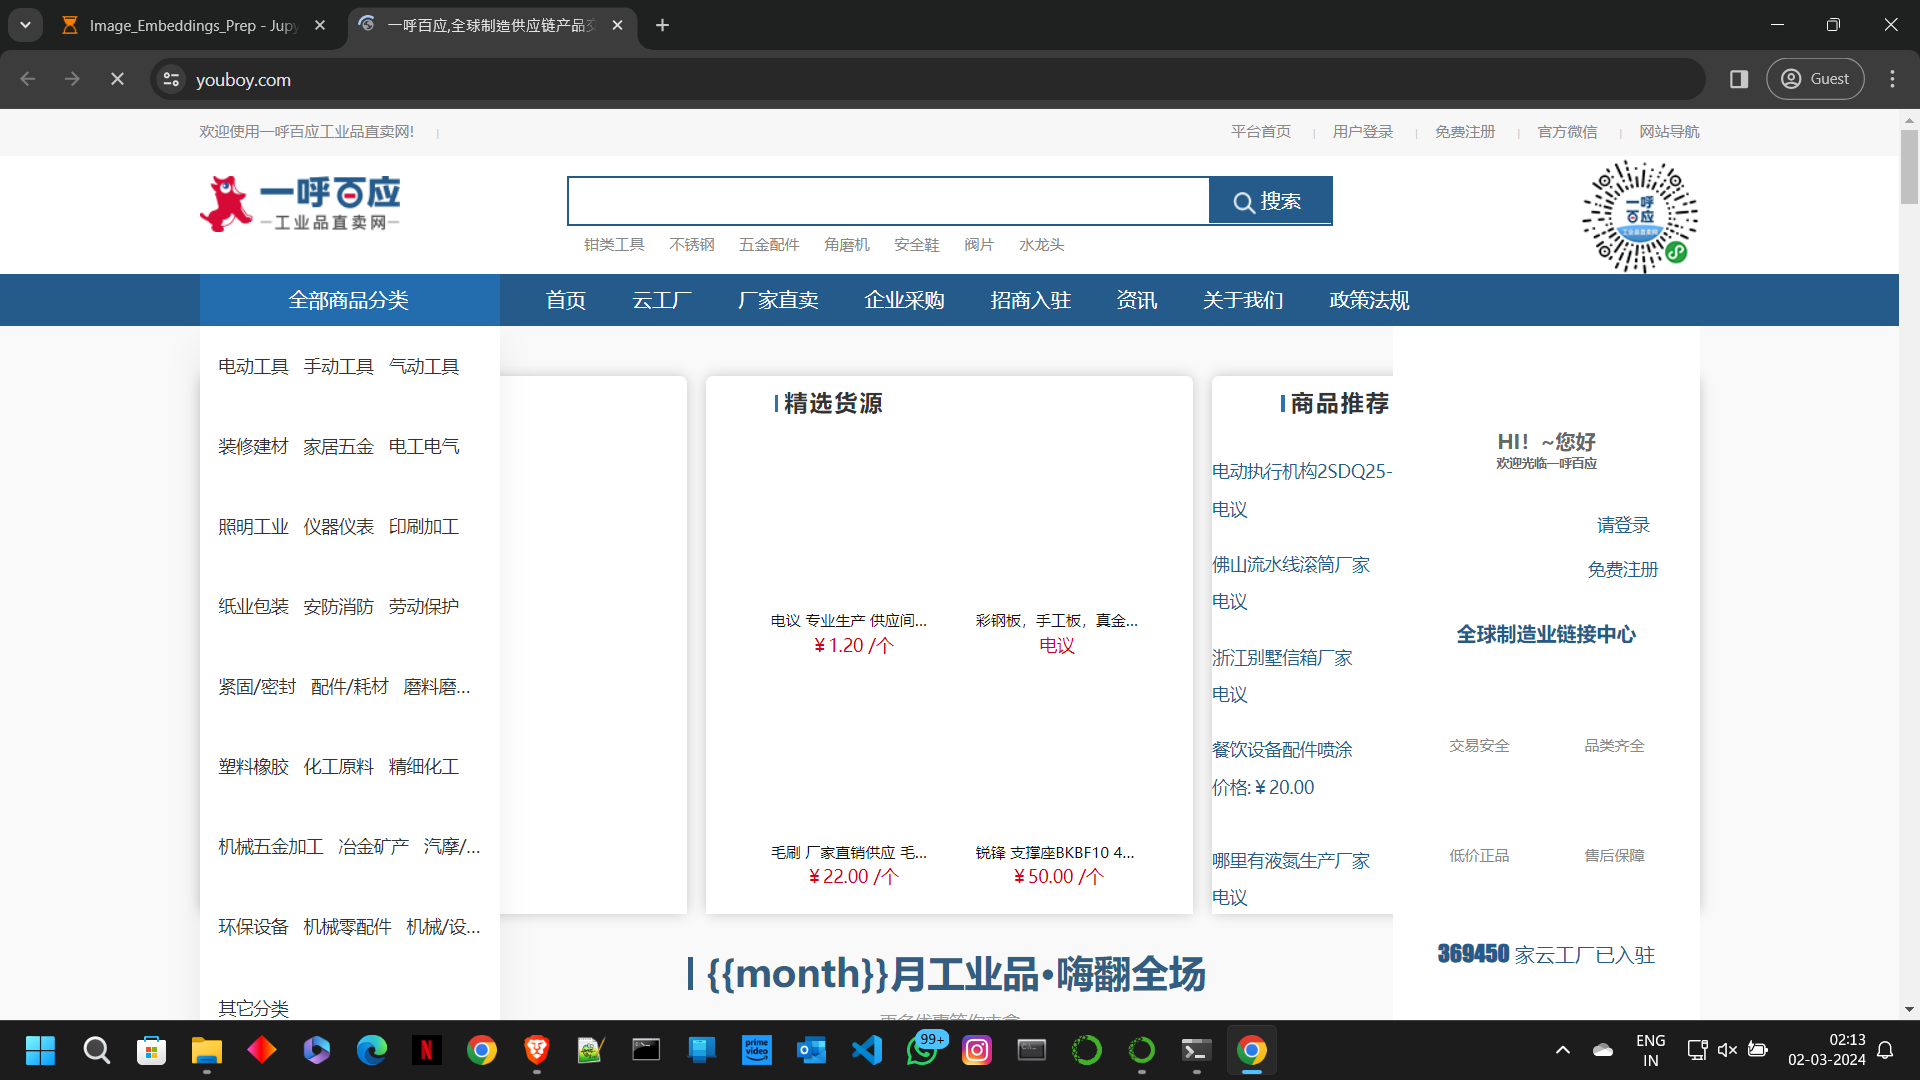 Image_Embeddings_Prep - Jupy
一呼百应,全球制造供应链产品交
youboy.com
Guest
欢迎使用一呼百应工业品直卖网!
平台首页 用户登录 免费注册 官方微信 网站导航
一呼百应
工业品直卖网
搜索
一呼
百应
工业品直卖网
钳类工具 不锈钢 五金配件 角磨机 安全鞋 阀片 水龙头
全部商品分类 首页 云工厂 厂家直卖 企业采购 招商入驻 资讯 关于我们 政策法规
电动工具 手动工具 气动工具
装修建材 家居五金 电工电气
照明工业 仪器仪表 印刷加工
纸业包装 安防消防 劳动保护
紧固/密封 配件/耗材 磨料磨...
塑料橡胶 化工原料 精细化工
机械五金加工 冶金矿产 汽摩/...
环保设备 机械零配件 机械/设...
其它分类
精选货源
电议 专业生产 供应间...
¥1.20 /个
彩钢板，手工板，真金...
电议
毛刷 厂家直销供应 毛...
¥22.00 /个
锐锋 支撑座BKBF10 4...
¥50.00 /个
商品推荐
电动执行机构2SDQ25-
电议
佛山流水线滚筒厂家
电议
浙江别墅信箱厂家
电议
餐饮设备配件喷涂
价格:¥20.00
哪里有液氮生产厂家
电议
HI！~您好
欢迎光临一呼百应
请登录
免费注册
全球制造业链接中心
交易安全 品类齐全
低价正品 售后保障
369450 家云工厂已入驻
{{month}}月工业品•嗨翻全场
99+
prime video
ENG
IN
02:13
02-03-2024